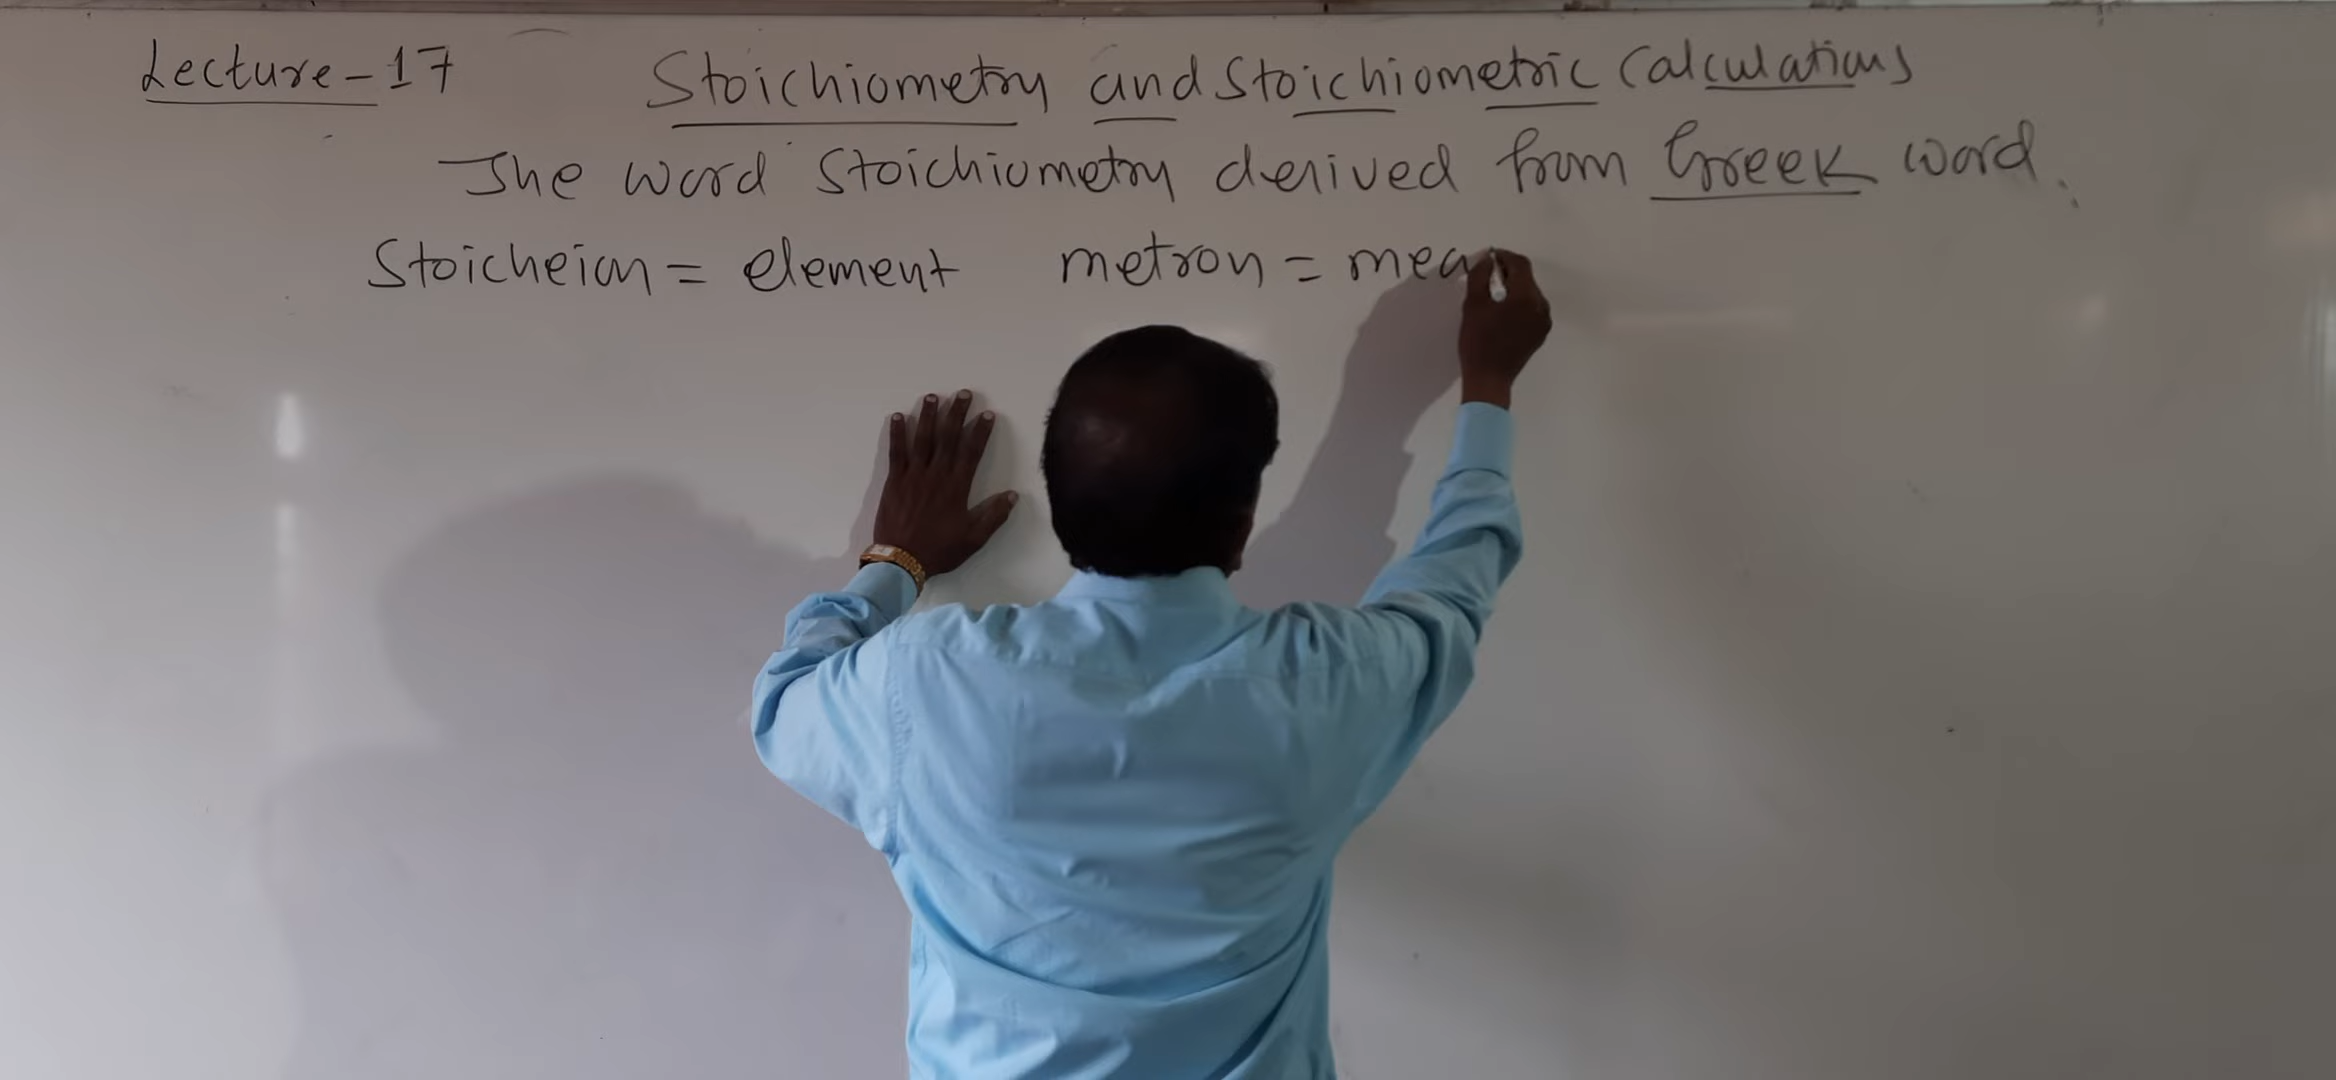 Lecture-17 Stoichiometry and Stoichiometric Calculations
The word Stoichiometry derived from Greek word.
Stoicheion = element metron = mea